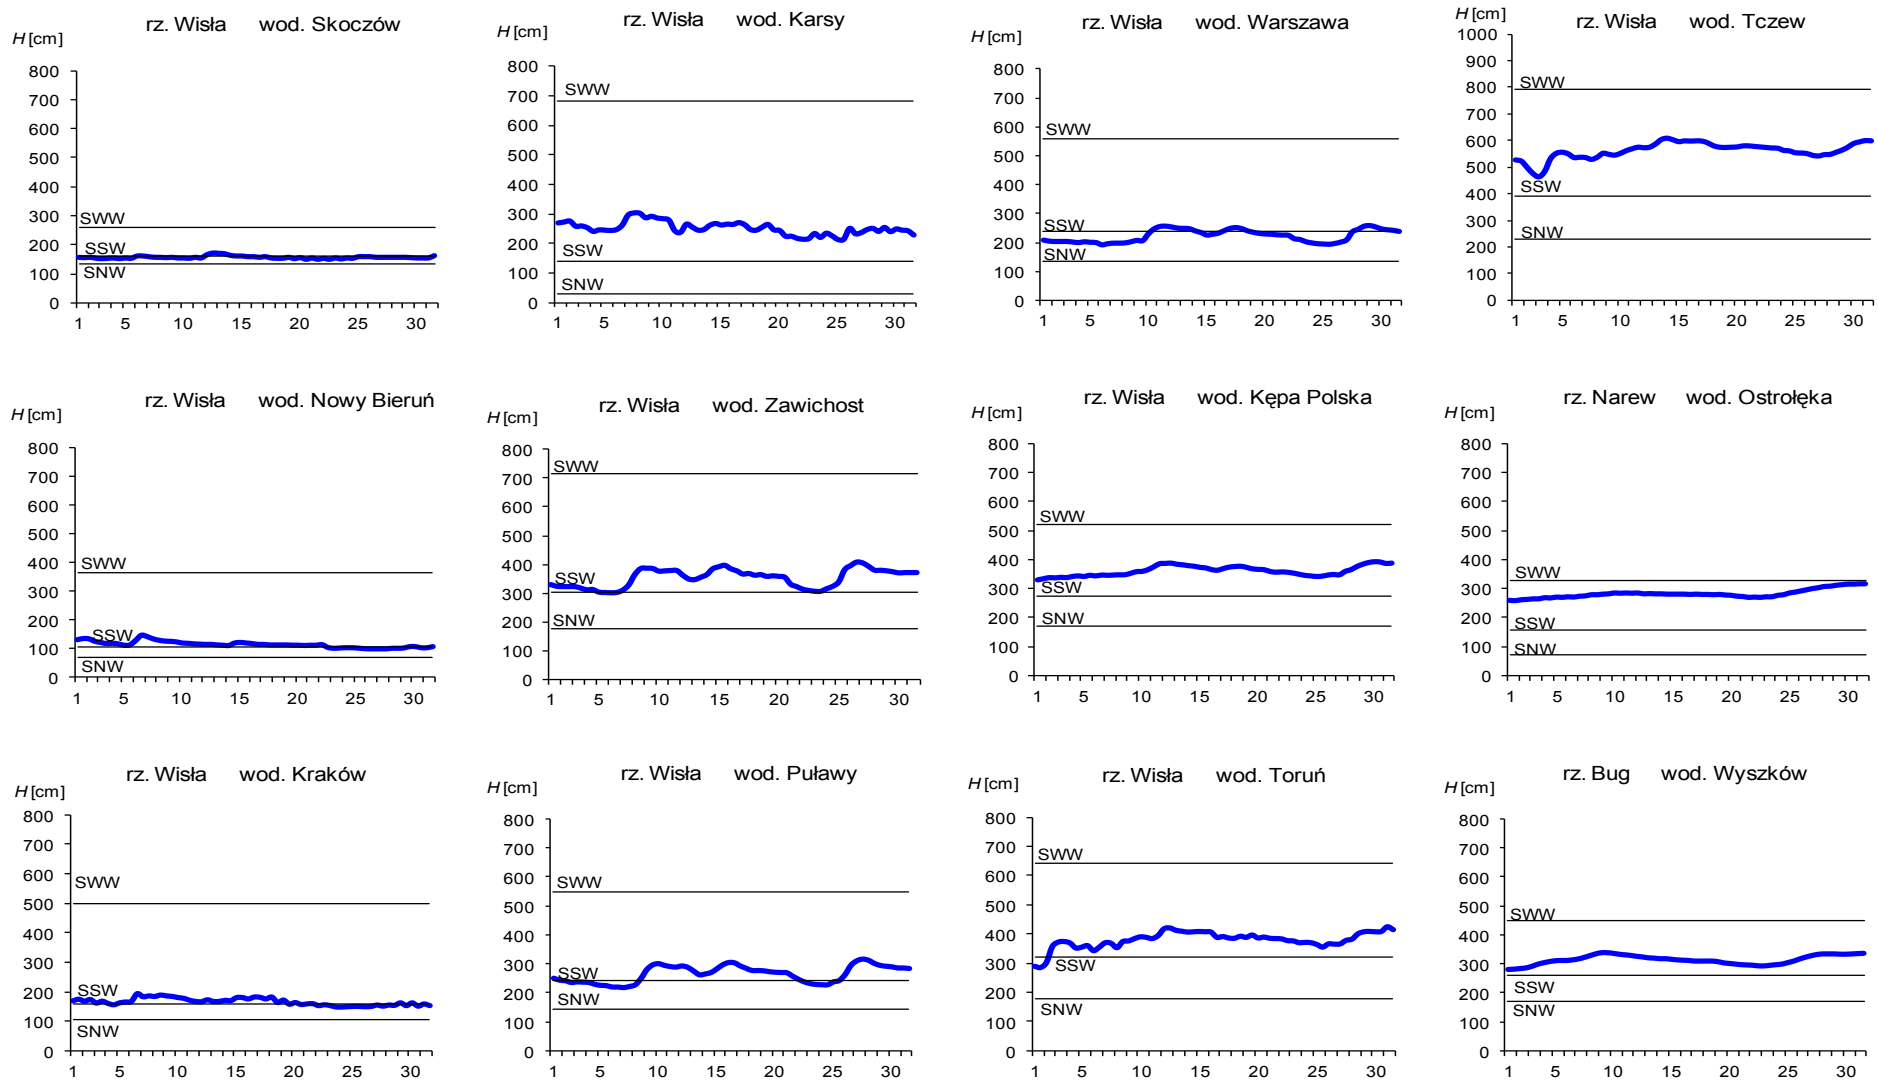 rz. Wisła wod. Skoczów
H [cm]
800
700
600
500
400
300
200
100
0
SWW
SSW
SNW
1 5 10 15 20 25 30
rz. Wisła wod. Karsy
H [cm]
800
700
600
500
400
300
200
100
0
SWW
SSW
SNW
1 5 10 15 20 25 30
rz. Wisła wod. Warszawa
H [cm]
800
700
600
500
400
300
200
100
0
SWW
SSW
SNW
1 5 10 15 20 25 30
rz. Wisła wod. Tczew
H [cm]
1000
900
800
700
600
500
400
300
200
100
0
SWW
SSW
SNW
1 5 10 15 20 25 30
rz. Wisła wod. Nowy Bieruń
H [cm]
800
700
600
500
400
300
200
100
0
SWW
SSW
SNW
1 5 10 15 20 25 30
rz. Wisła wod. Zawichost
H [cm]
800
700
600
500
400
300
200
100
0
SWW
SSW
SNW
1 5 10 15 20 25 30
rz. Wisła wod. Kępa Polska
H [cm]
800
700
600
500
400
300
200
100
0
SWW
SSW
SNW
1 5 10 15 20 25 30
rz. Narew wod. Ostrołęka
H [cm]
800
700
600
500
400
300
200
100
0
SWW
SSW
SNW
1 5 10 15 20 25 30
rz. Wisła wod. Kraków
H [cm]
800
700
600
500
400
300
200
100
0
SWW
SSW
SNW
1 5 10 15 20 25 30
rz. Wisła wod. Puławy
H [cm]
800
700
600
500
400
300
200
100
0
SWW
SSW
SNW
1 5 10 15 20 25 30
rz. Wisła wod. Toruń
H [cm]
800
700
600
500
400
300
200
100
0
SWW
SSW
SNW
1 5 10 15 20 25 30
rz. Bug wod. Wyszków
H [cm]
800
700
600
500
400
300
200
100
0
SWW
SSW
SNW
1 5 10 15 20 25 30